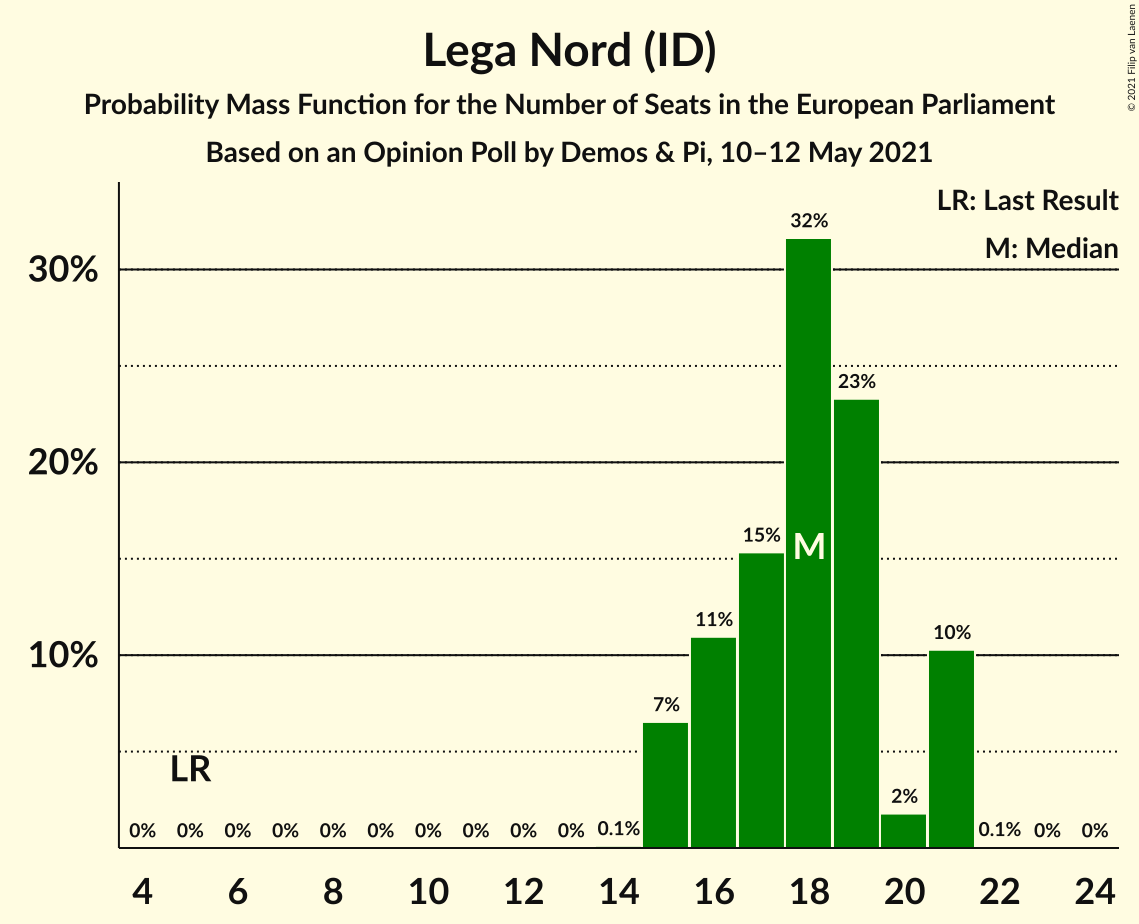 Lega Nord (ID)
Probability Mass Function for the Number of Seats in the European Parliament
Based on an Opinion Poll by Demos & Pi, 10–12 May 2021
© 2021 Filip van Laenen
LR: Last Result
M: Median
32%
30%
23%
20%
15%
M
11%
10%
10%
7%
LR
2%
0% 0% 0% 0% 0% 0% 0% 0% 0% 0% 0.1% 0.1% 0% 0%
4 6 8 10 12 14 16 18 20 22 24